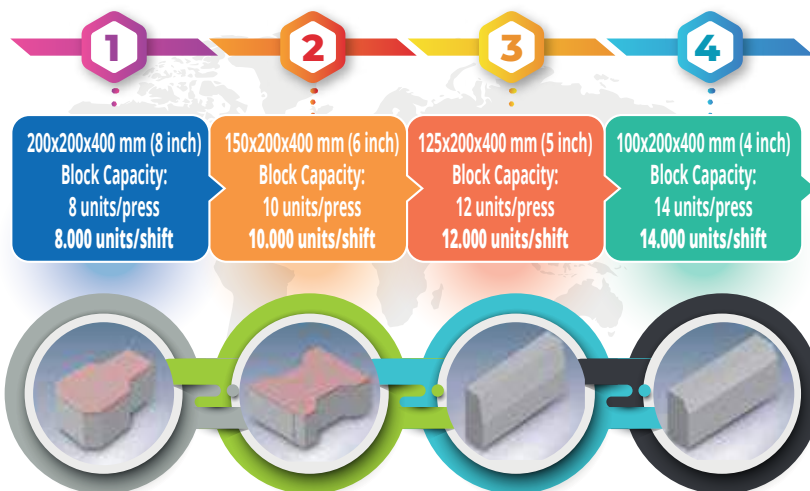 1
2
3
4
200x200x400 mm (8 inch)
Block Capacity:
8 units/press
8.000 units/shift
150x200x400 mm (6 inch)
Block Capacity:
10 units/press
10.000 units/shift
125x200x400 mm (5 inch)
Block Capacity:
12 units/press
12.000 units/shift
100x200x400 mm (4 inch)
Block Capacity:
14 units/press
14.000 units/shift